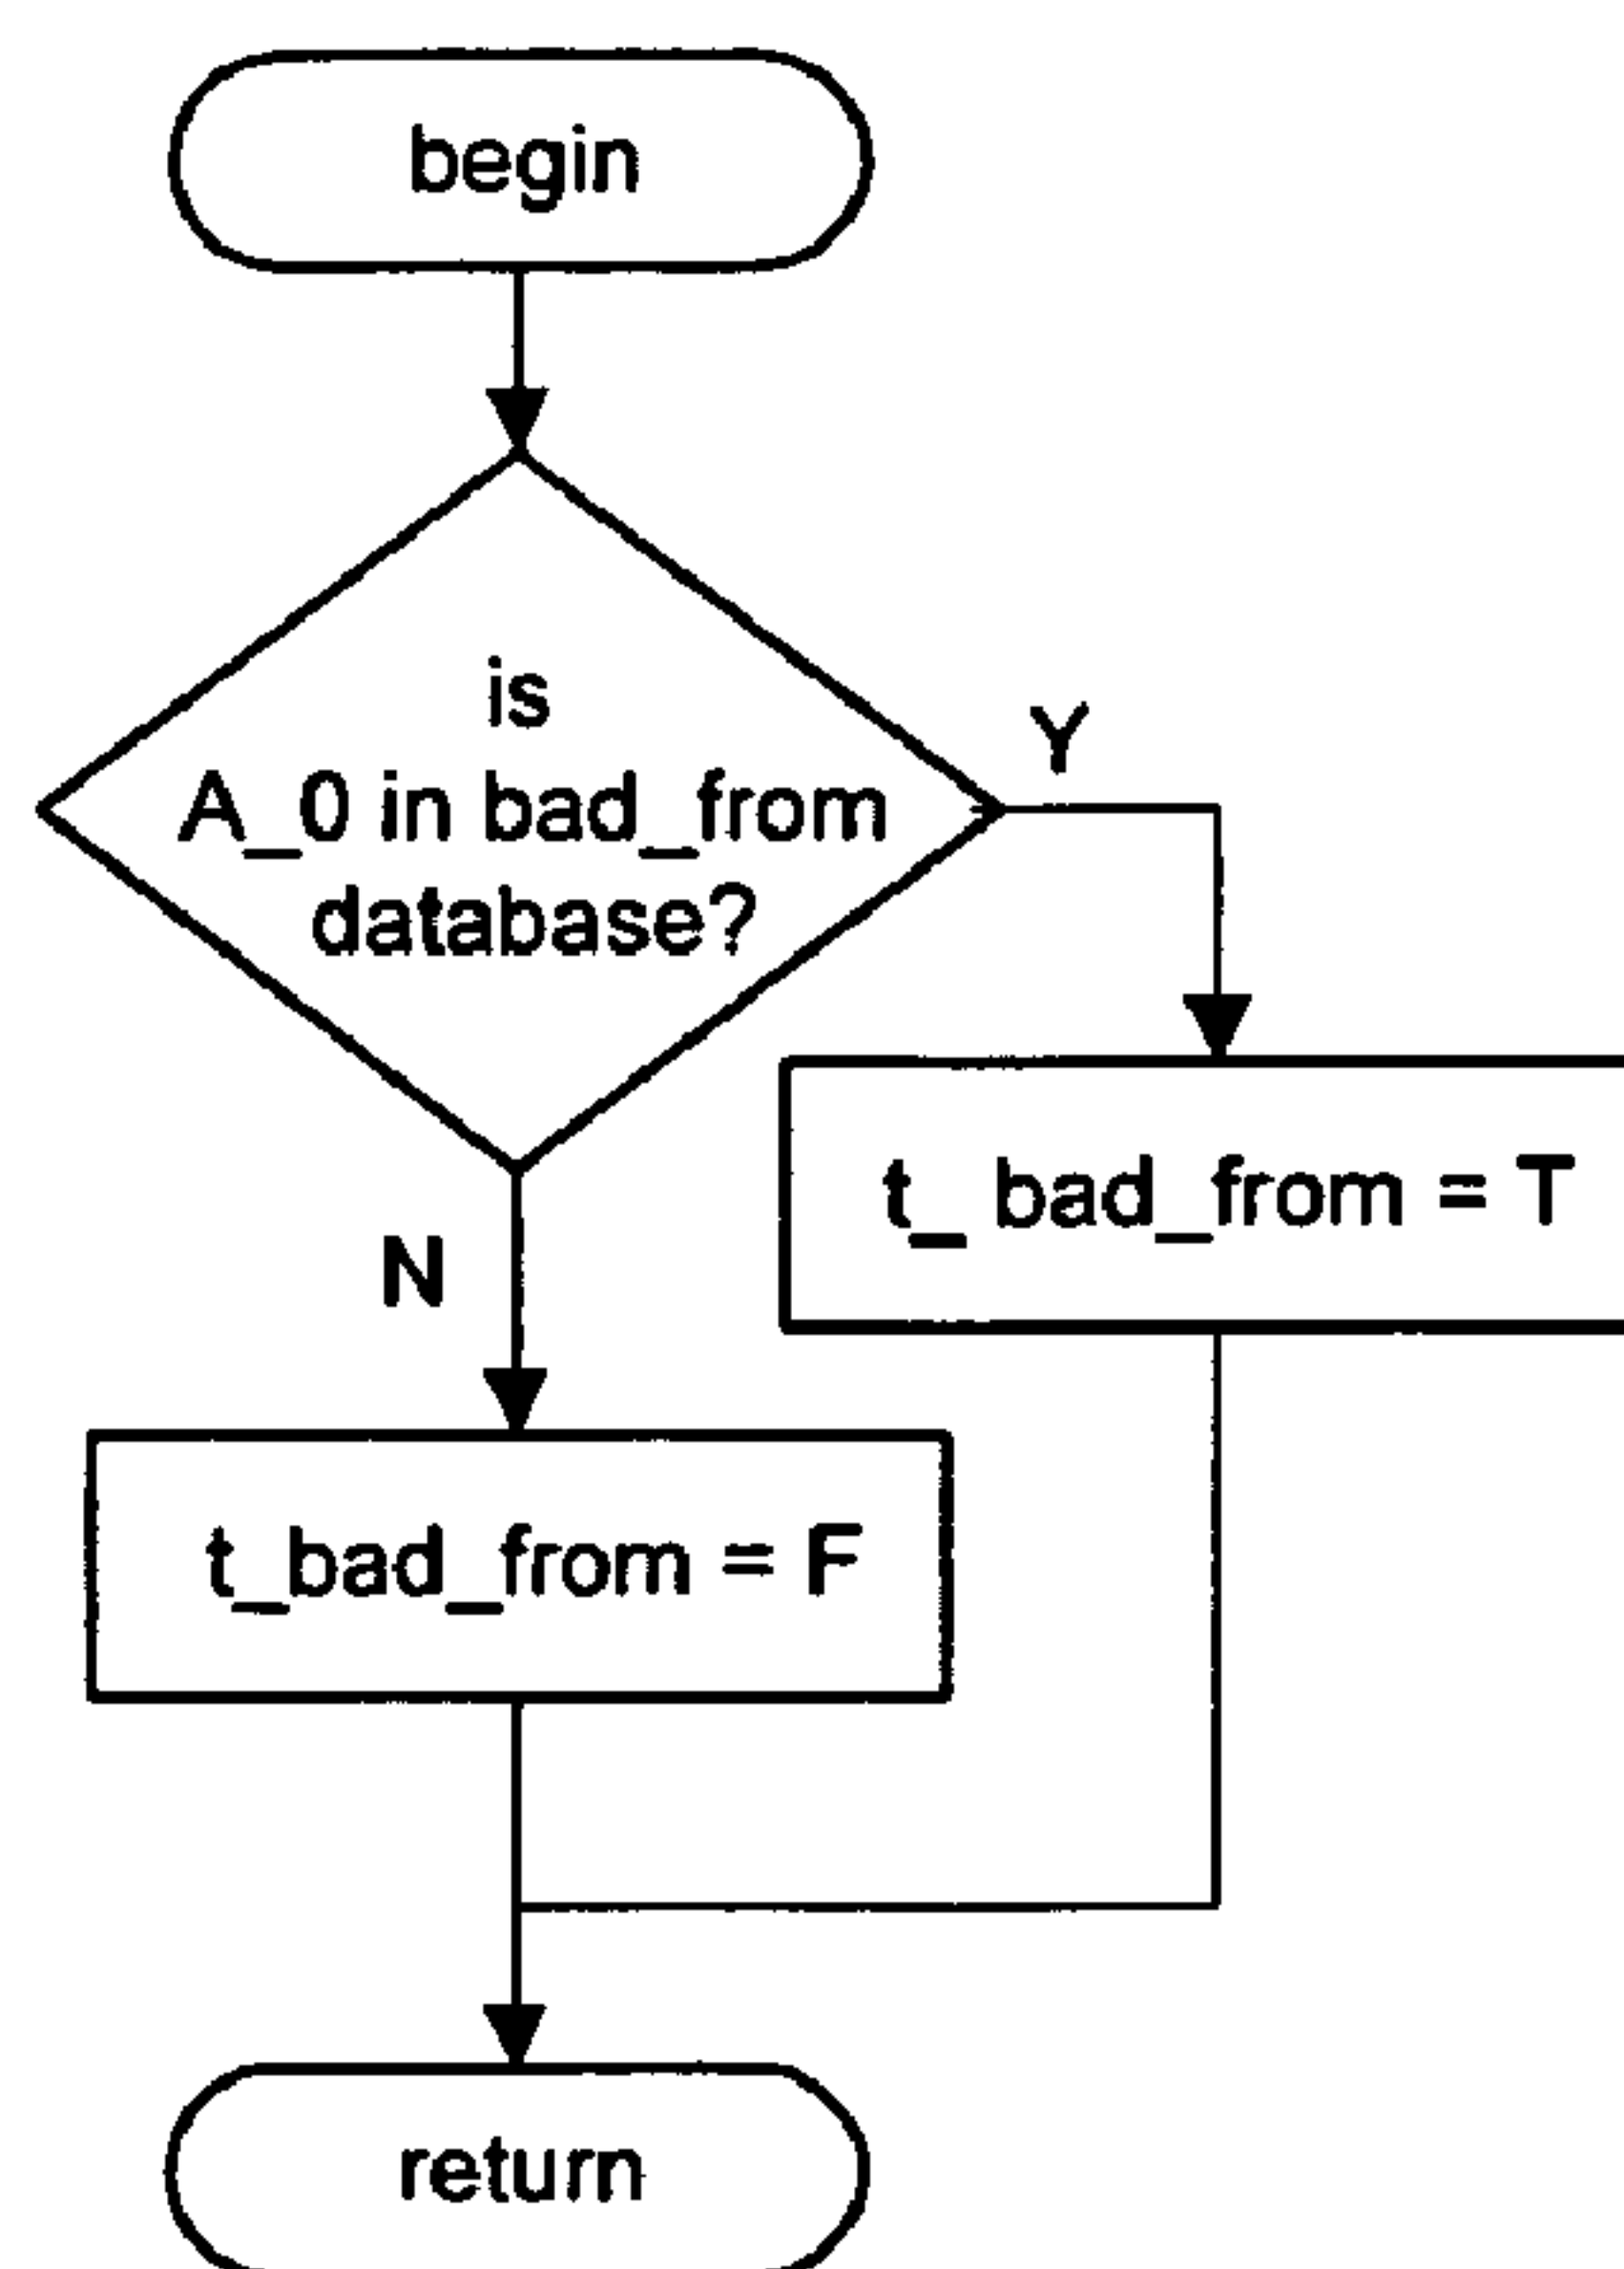 begin
is
A_0 in bad_from
database?
Y
t_ bad_from = T
N
t_bad_from = F
return